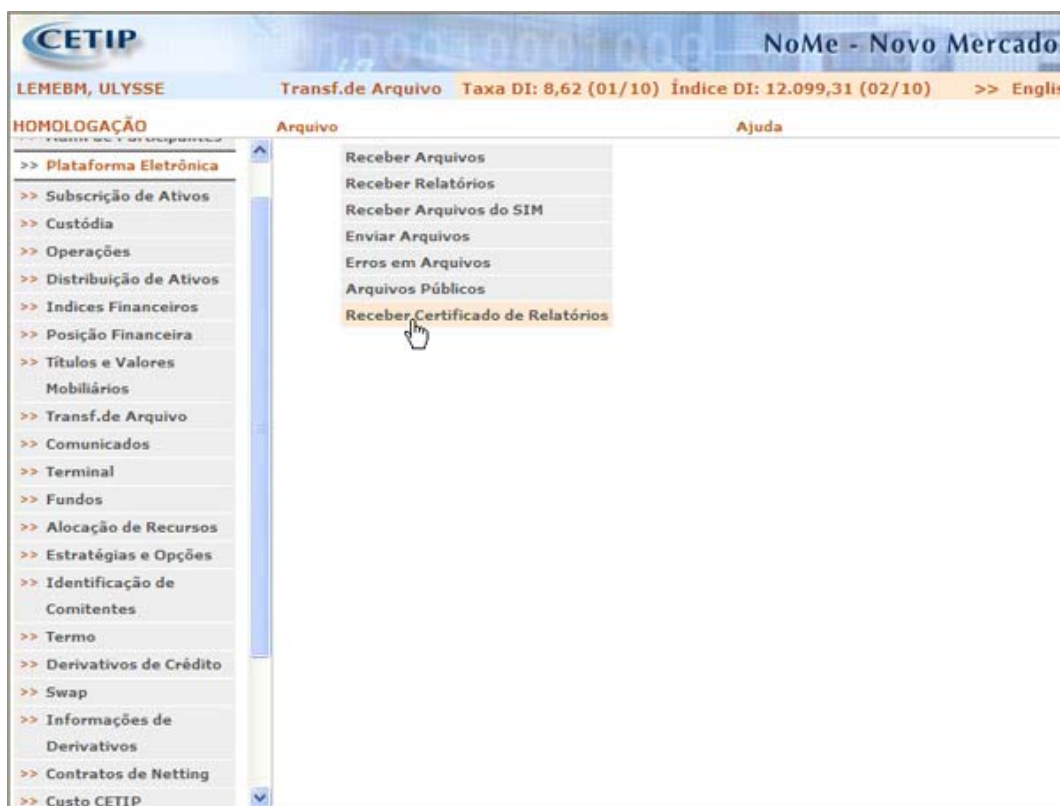 CETIP
NoMe - Novo Mercado
LEMEBM, ULYSSE Transf.de Arquivo Taxa DI: 8,62 (01/10) Índice DI: 12.099,31 (02/10) >> Englis
HOMOLOGAÇÃO Arquivo Ajuda
>> Plataforma Eletrônica
>> Subscrição de Ativos
>> Custódia
>> Operações
>> Distribuição de Ativos
>> Indices Financeiros
>> Posição Financeira
>> Títulos e Valores
Mobiliários
>> Transf.de Arquivo
>> Comunicados
>> Terminal
>> Fundos
>> Alocação de Recursos
>> Estratégias e Opções
>> Identificação de
Comitentes
>> Termo
>> Derivativos de Crédito
>> Swap
>> Informações de
Derivativos
>> Contratos de Netting
>> Custo CETIP
Receber Arquivos
Receber Relatórios
Receber Arquivos do SIM
Enviar Arquivos
Erros em Arquivos
Arquivos Públicos
Receber Certificado de Relatórios